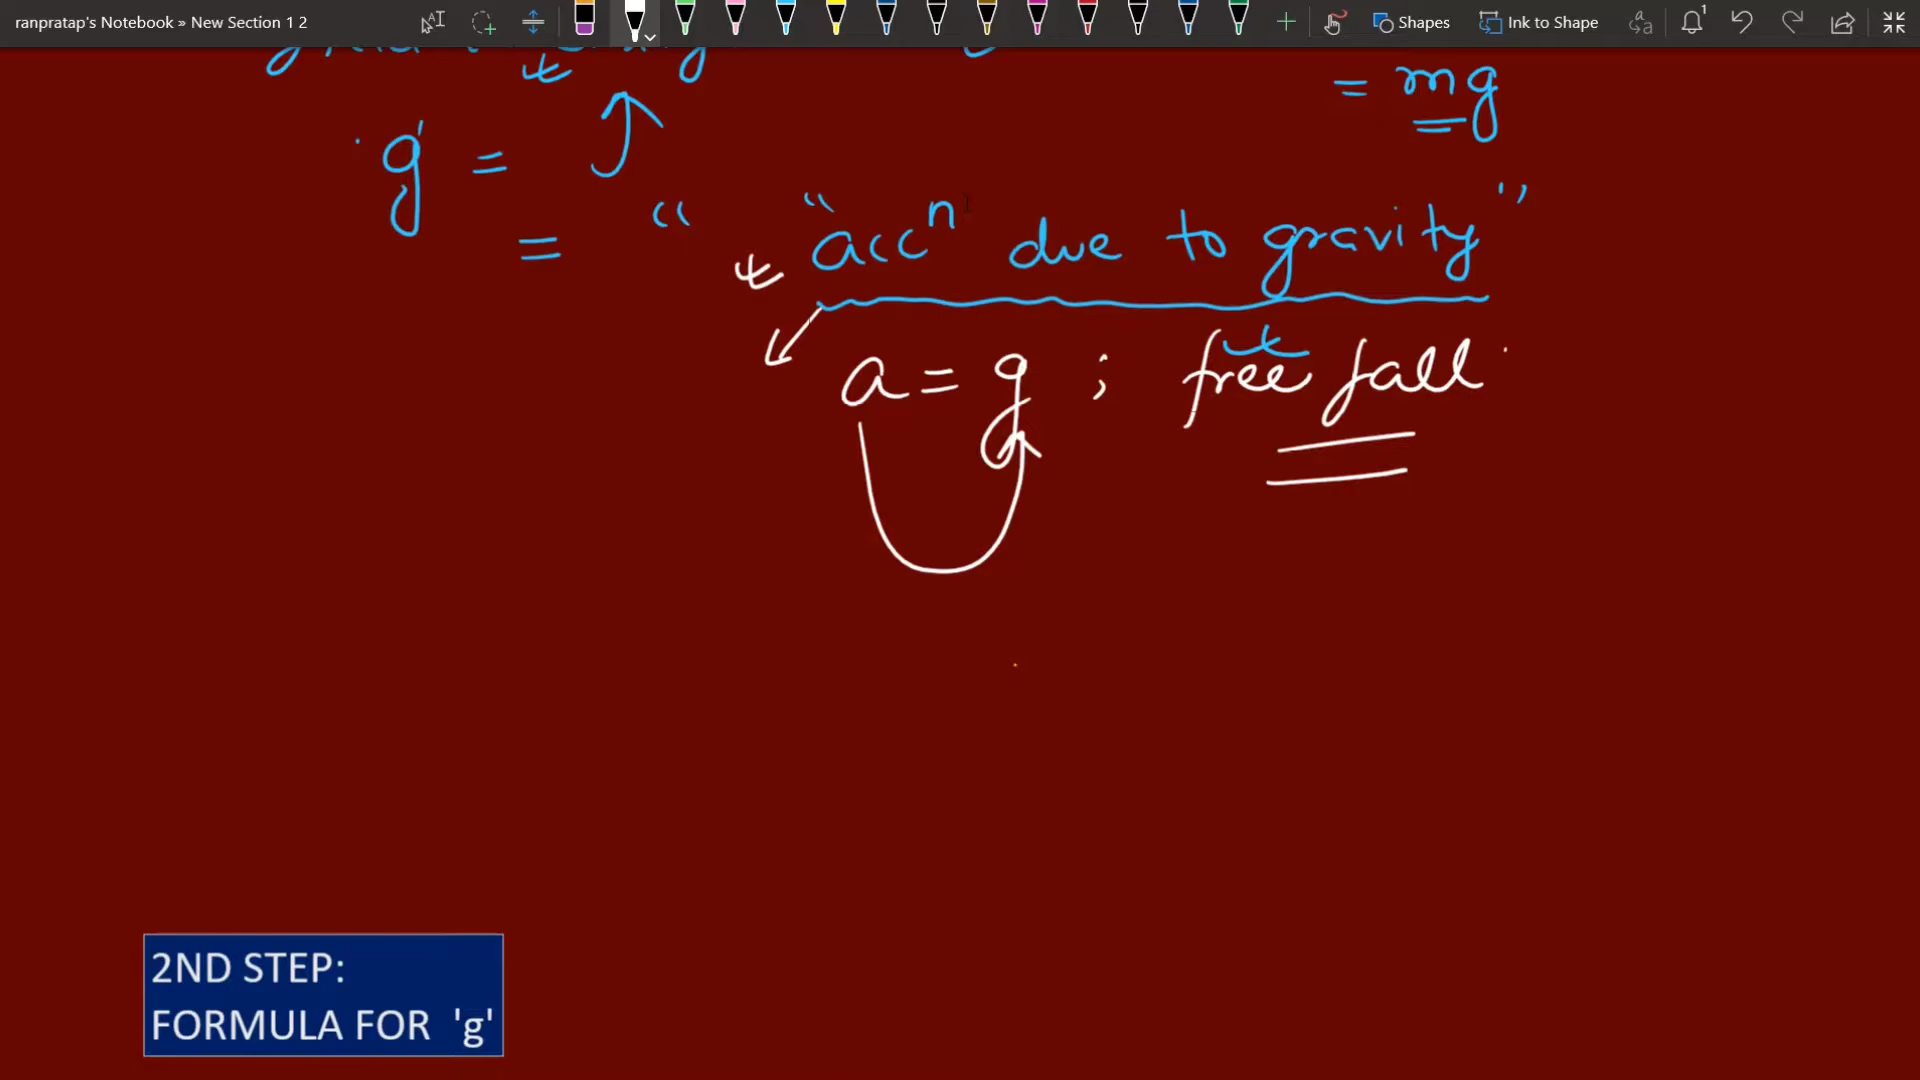 ranpratap's Notebook » New Section 1 2
Shapes
Ink to Shape
= mg
g =
= " "accⁿ due to gravity"
a = g ; free fall
2ND STEP:
FORMULA FOR 'g'